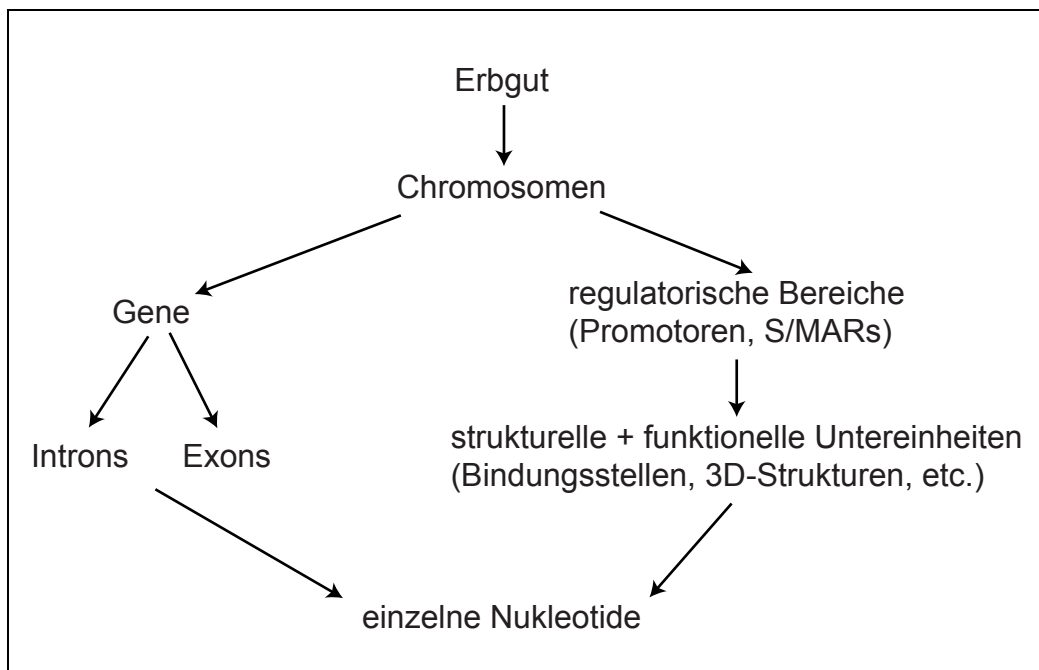 Erbgut
Chromosomen
Gene
regulatorische Bereiche
(Promotoren, S/MARs)
Introns
Exons
strukturelle + funktionelle Untereinheiten
(Bindungsstellen, 3D-Strukturen, etc.)
einzelne Nukleotide